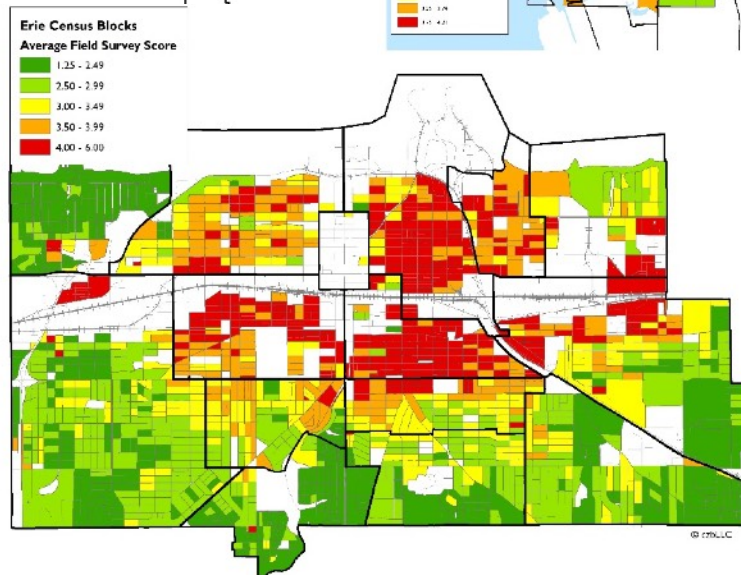 Erie Census Blocks
Average Field Survey Score
1.25 - 2.49
2.50 - 2.99
3.00 - 3.49
3.50 - 3.99
4.00 - 6.00
© czbLLC